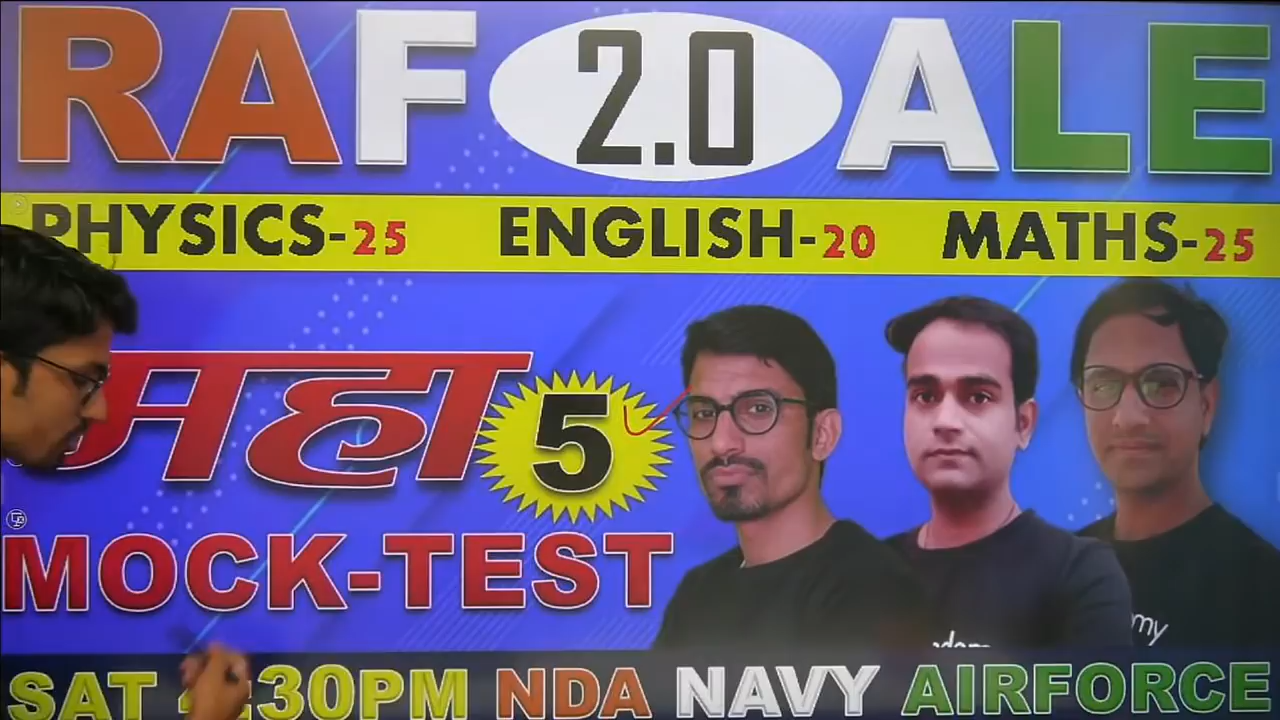 RAF 2.0 ALE
PHYSICS-25 ENGLISH-20 MATHS-25
महा 5
MOCK-TEST
SAT 4:30PM NDA NAVY AIRFORCE